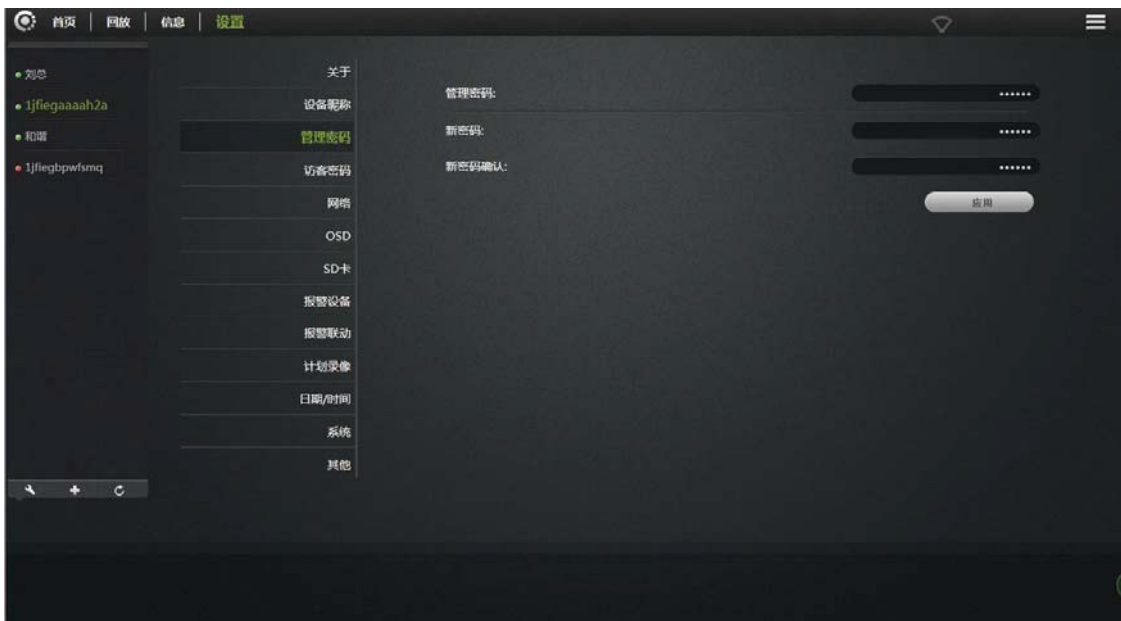 首页 | 回放 | 信息 | 设置
刘总
1jfiegaaaah2a
和谐
1jfiegbpwfsmq
关于
设备昵称
管理密码
访客密码
网络
OSD
SD卡
报警设备
报警联动
计划录像
日期/时间
系统
其他
管理密码: ••••••
新密码: ••••••
新密码确认: ••••••
应用